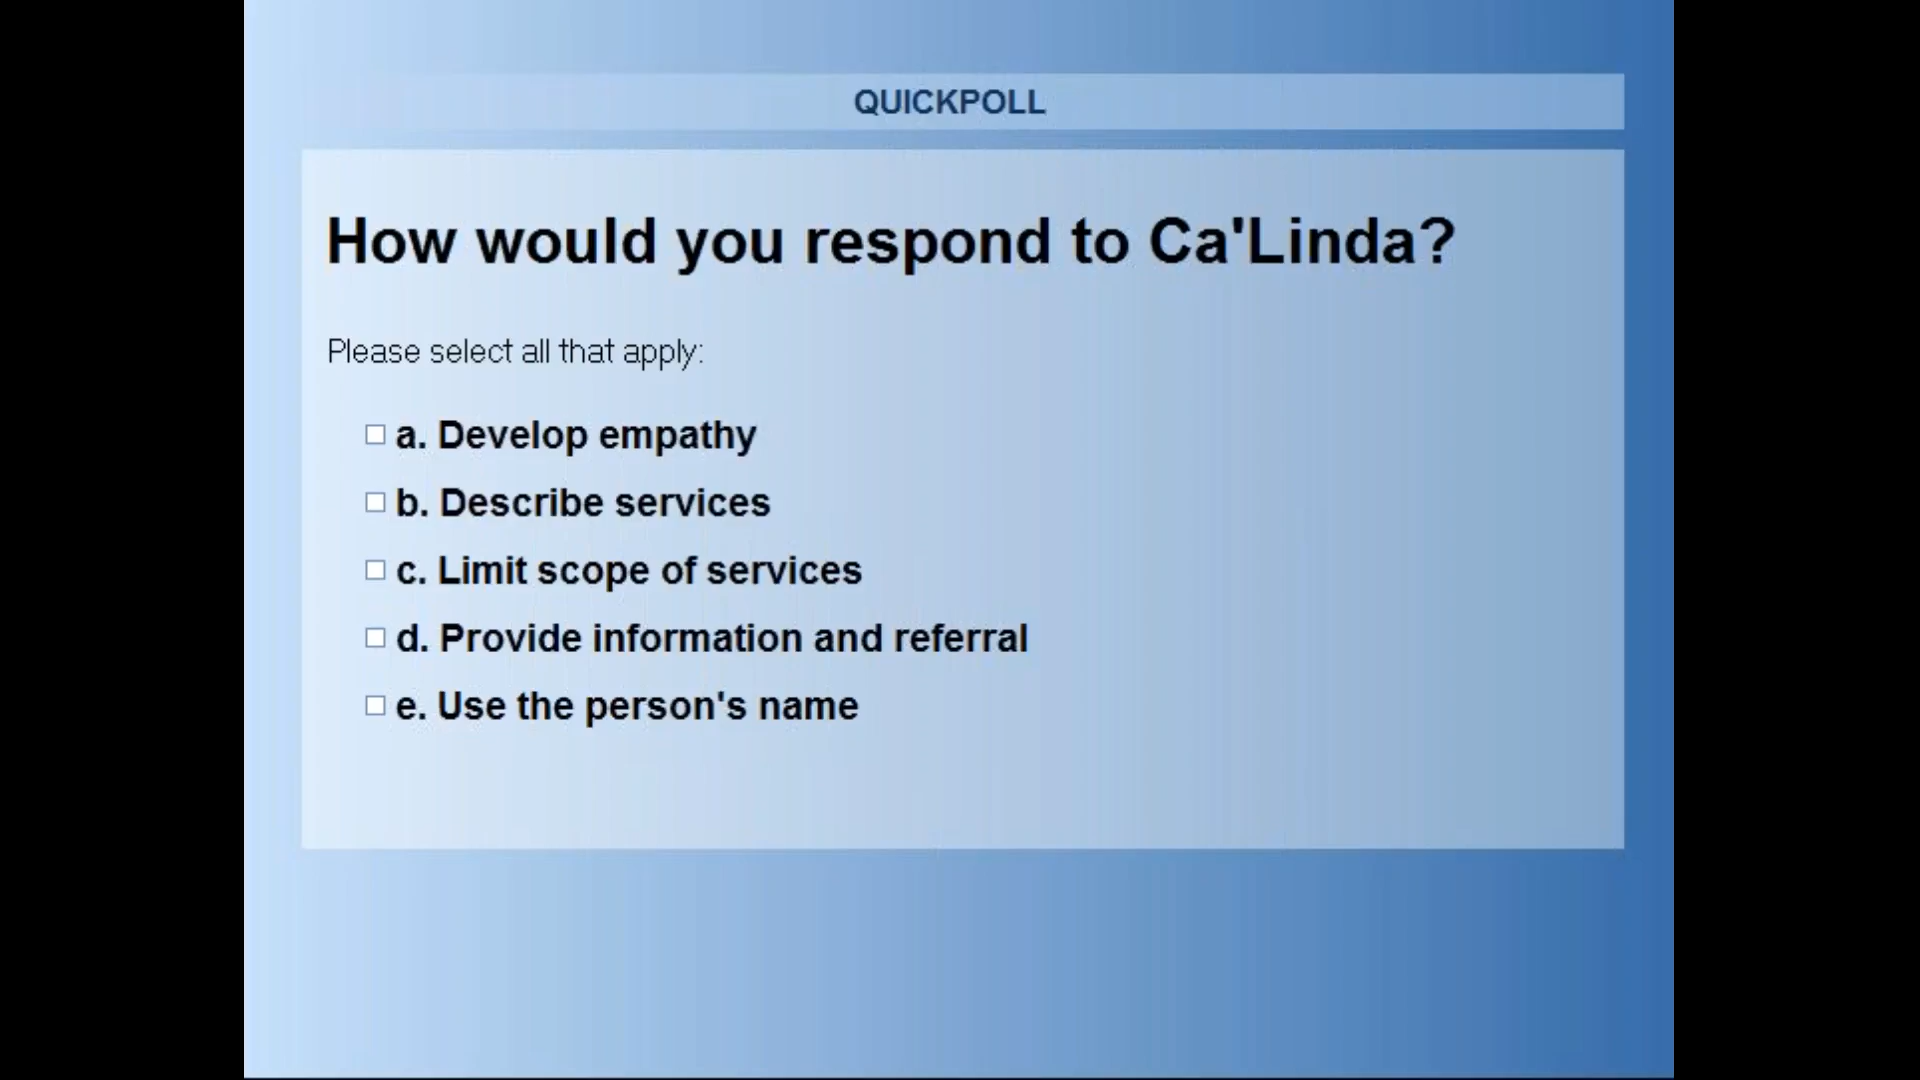 QUICKPOLL
How would you respond to Ca'Linda?
Please select all that apply:
a. Develop empathy
b. Describe services
c. Limit scope of services
d. Provide information and referral
e. Use the person's name